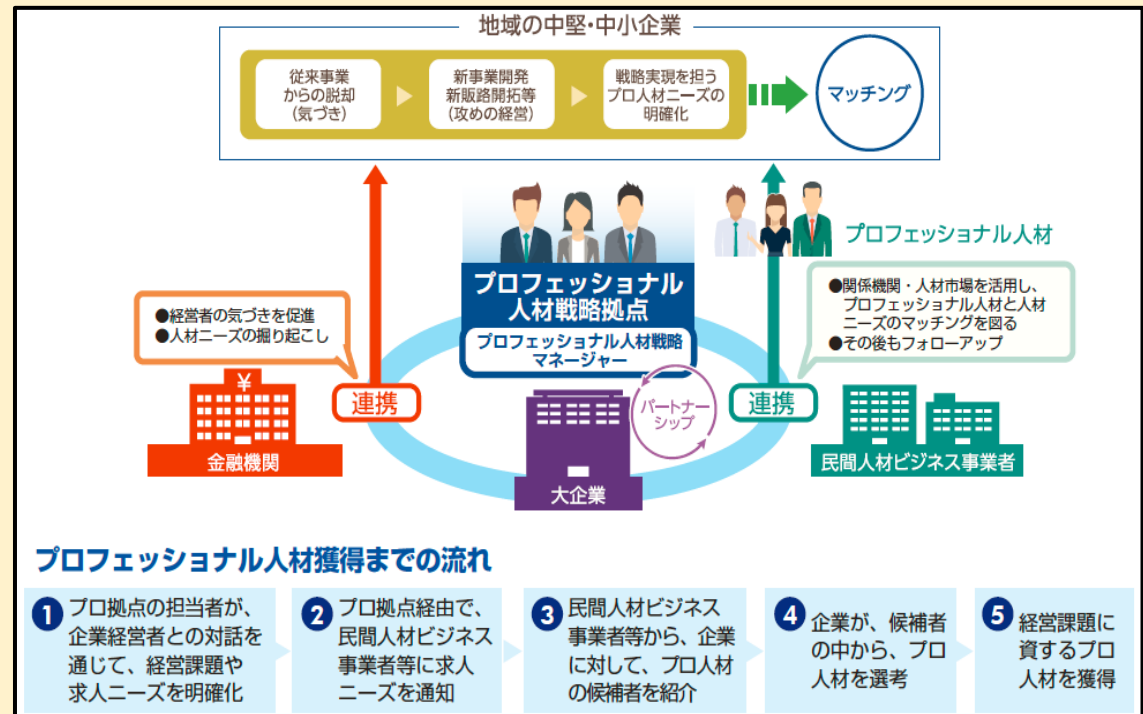 地域の中堅・中小企業
従来事業
からの脱却
(気づき)
新事業開発
新販路開拓等
(攻めの経営)
戦略実現を担う
プロ人材ニーズの
明確化
マッチング
プロフェッショナル人材
プロフェッショナル
人材戦略拠点
プロフェッショナル人材戦略
マネージャー
●経営者の気づきを促進
●人材ニーズの掘り起こし
●関係機関・人材市場を活用し、
プロフェッショナル人材と人材
ニーズのマッチングを図る
●その後もフォローアップ
¥
連携
パートナー
シップ
連携
金融機関
大企業
民間人材ビジネス事業者
プロフェッショナル人材獲得までの流れ
1 プロ拠点の担当者が、
企業経営者との対話を
通じて、経営課題や
求人ニーズを明確化
2 プロ拠点経由で、
民間人材ビジネス
事業者等に求人
ニーズを通知
3 民間人材ビジネス
事業者等から、企業
に対して、プロ人材
の候補者を紹介
4 企業が、候補者
の中から、プロ
人材を選考
5 経営課題に
資するプロ
人材を獲得